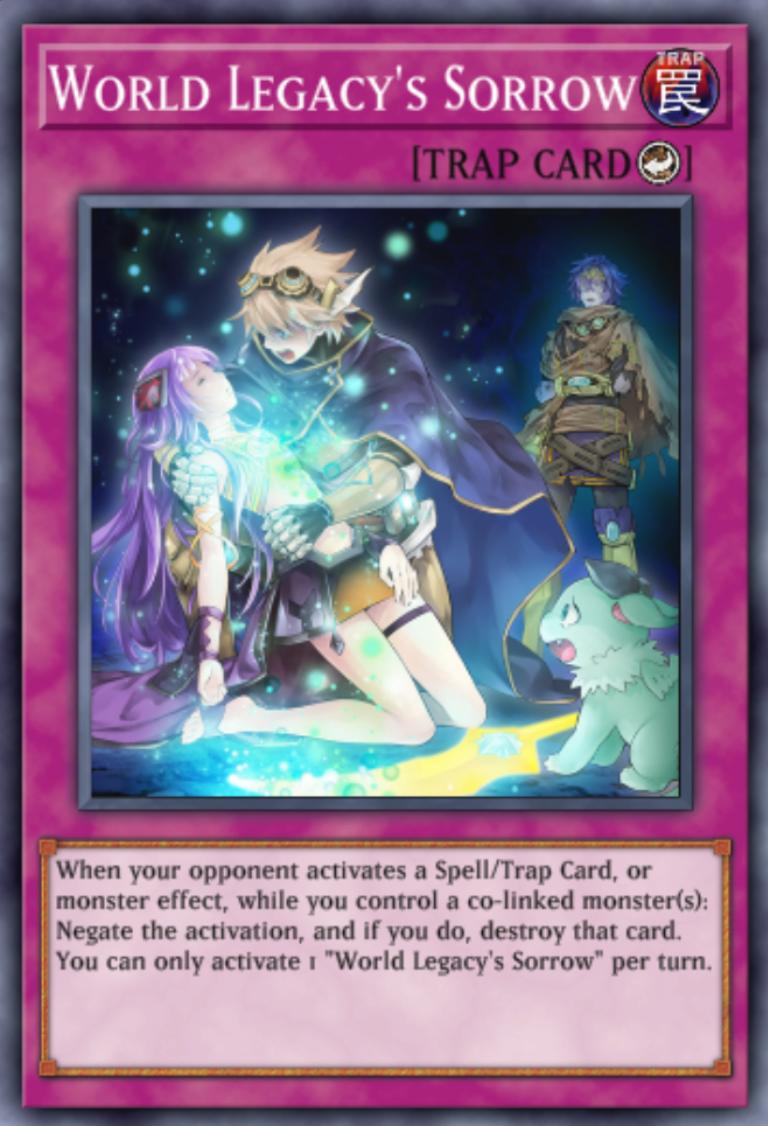 World Legacy's Sorrow
TRAP
罠
[TRAP CARD]
When your opponent activates a Spell/Trap Card, or
monster effect, while you control a co-linked monster(s):
Negate the activation, and if you do, destroy that card.
You can only activate 1 "World Legacy's Sorrow" per turn.